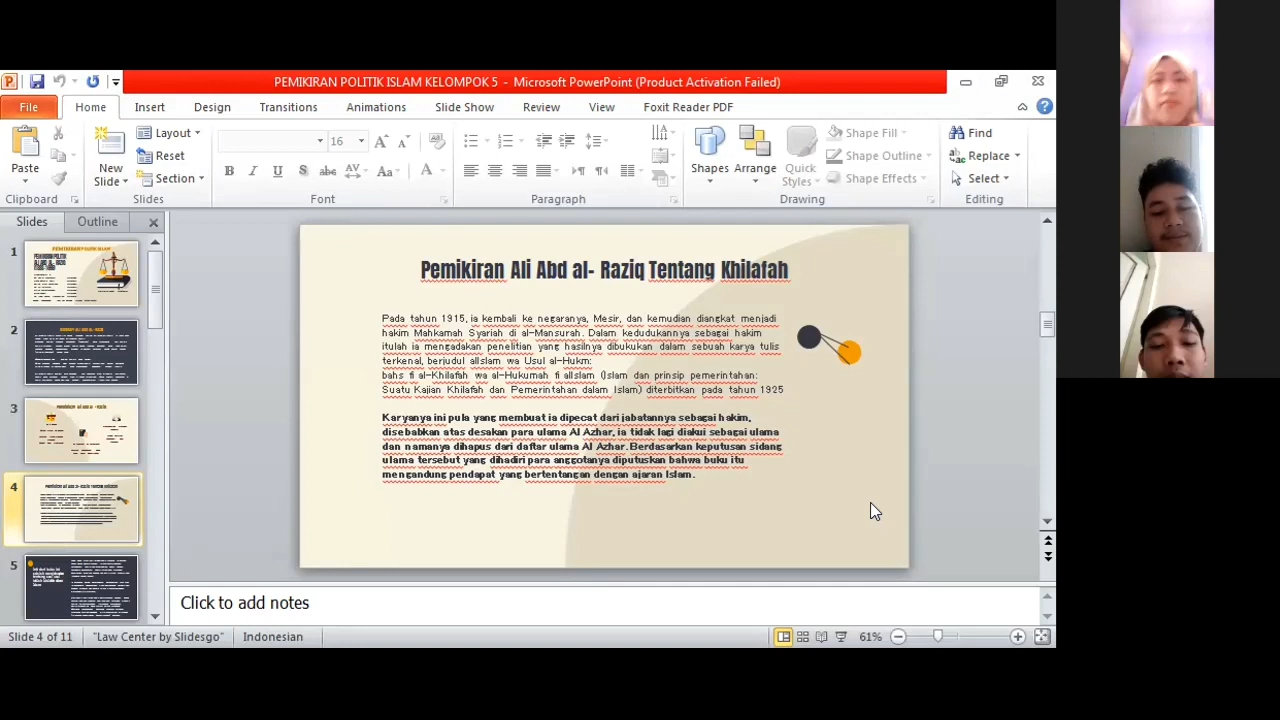 PEMIKIRAN POLITIK ISLAM KELOMPOK 5 - Microsoft PowerPoint (Product Activation Failed)
File Home Insert Design Transitions Animations Slide Show Review View Foxit Reader PDF
Paste
New Slide
Layout
Reset
Section
16
Shapes
Arrange
Quick Styles
Shape Fill
Shape Outline
Shape Effects
Find
Replace
Select
Clipboard Slides Font Paragraph Drawing Editing
Slides Outline
1
2
3
4
5
Pemikiran Ali Abd al- Raziq Tentang Khilafah
Pada tahun 1915, ia kembali ke negaranya, Mesir, dan kemudian diangkat menjadi
hakim Mahkamah Syariah di al-Mansurah. Dalam kedudukannya sebagai hakim
itulah ia mengadakan penelitian yang hasilnya dibukukan dalam sebuah karya tulis
terkenal, berjudul alIslam wa Usul al-Hukm:
bahs fi al-Khilafah wa al-Hukumah fi alIslam (Islam dan prinsip pemerintahan:
Suatu Kajian Khilafah dan Pemerintahan dalam Islam) diterbitkan pada tahun 1925
Karyanya ini pula yang membuat ia dipecat dari jabatannya sebagai hakim,
disebabkan atas desakan para ulama Al Azhar, ia tidak lagi diakui sebagai ulama
dan namanya dihapus dari daftar ulama Al Azhar. Berdasarkan keputusan sidang
ulama tersebut yang dihadiri para anggotanya diputuskan bahwa buku itu
mengandung pendapat yang bertentangan dengan ajaran Islam.
Click to add notes
Slide 4 of 11 "Law Center by Slidesgo" Indonesian 61%